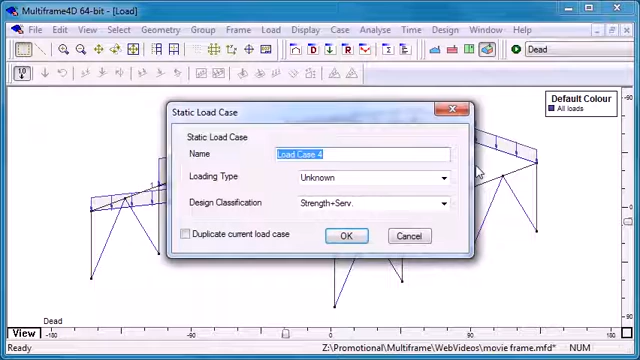 Multiframe4D 64-bit - [Load]
File Edit View Select Geometry Group Frame Load Display Case Analyse Time Design Window Help
Dead
Default Colour
All loads
Static Load Case
Static Load Case
Name Load Case 4
Loading Type Unknown
Design Classification Strength+Serv.
Duplicate current load case OK Cancel
Dead
View -180 -90 0 90 180
Ready Z:\Promotional\Multiframe\WebVideos\movie frame.mfd* NUM